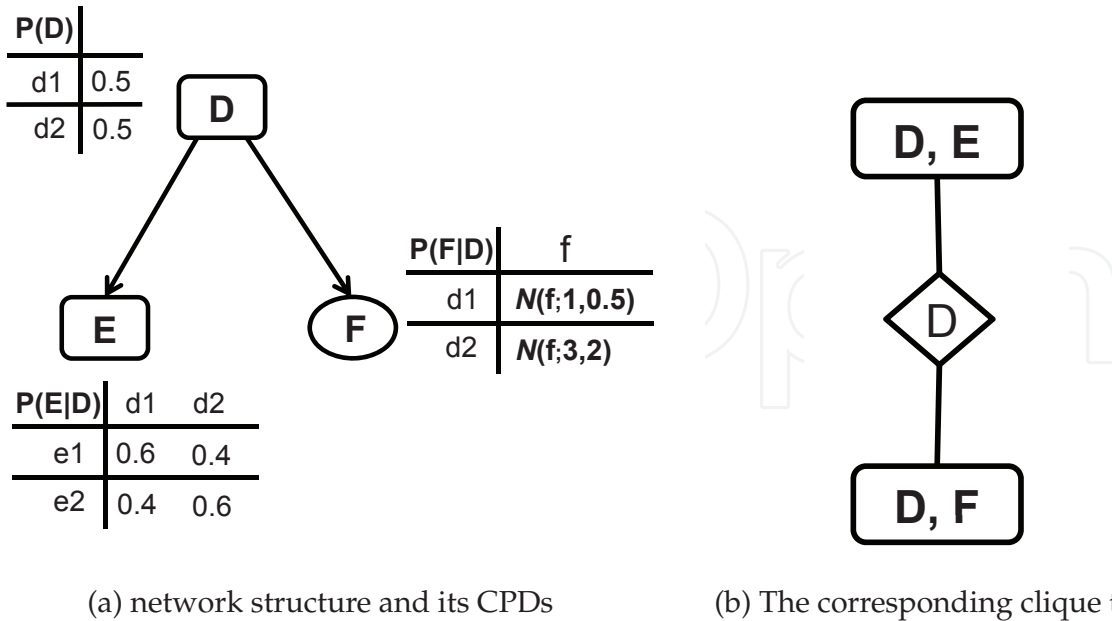 P(D)
d1 0.5
d2 0.5
D
E
F
P(F|D) f
d1 N(f;1,0.5)
d2 N(f;3,2)
P(E|D) d1 d2
e1 0.6 0.4
e2 0.4 0.6
(a) network structure and its CPDs
D, E
D
D, F
(b) The corresponding clique